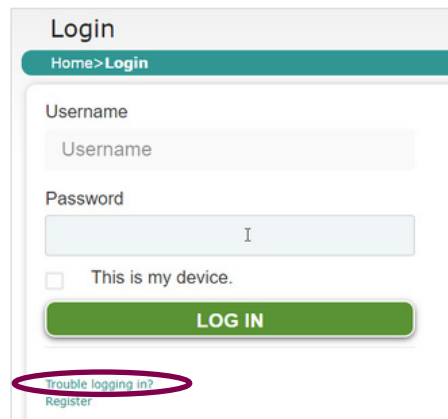 Login
Home>Login
Username
Username
Password
This is my device.
LOG IN
Trouble logging in?
Register